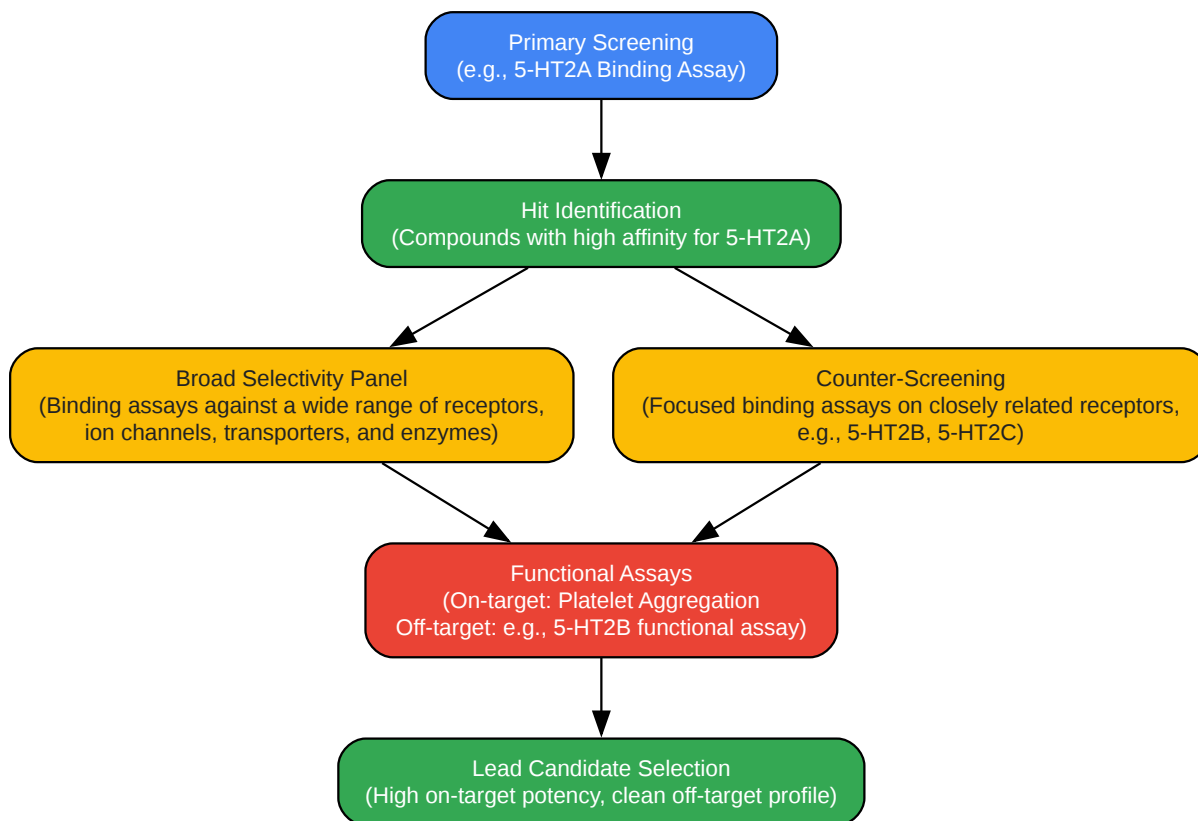 Primary Screening
(e.g., 5-HT2A Binding Assay)
Hit Identification
(Compounds with high affinity for 5-HT2A)
Broad Selectivity Panel
(Binding assays against a wide range of receptors,
ion channels, transporters, and enzymes)
Counter-Screening
(Focused binding assays on closely related receptors,
e.g., 5-HT2B, 5-HT2C)
Functional Assays
(On-target: Platelet Aggregation
Off-target: e.g., 5-HT2B functional assay)
Lead Candidate Selection
(High on-target potency, clean off-target profile)